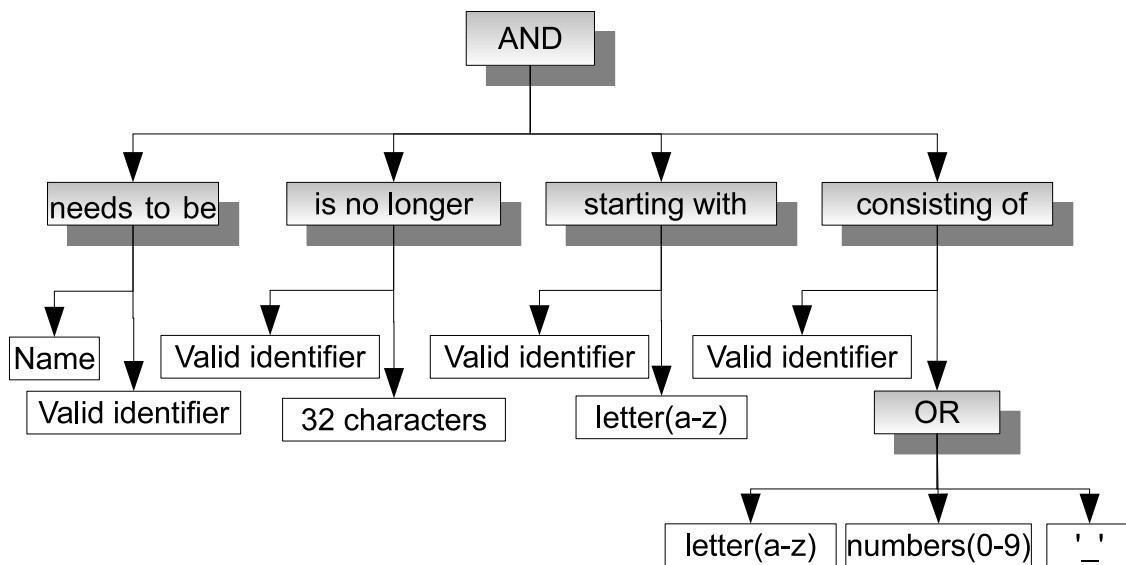 AND
needs to be
is no longer
starting with
consisting of
Name
Valid identifier
Valid identifier
32 characters
Valid identifier
letter(a-z)
Valid identifier
OR
letter(a-z)
numbers(0-9)
'_'